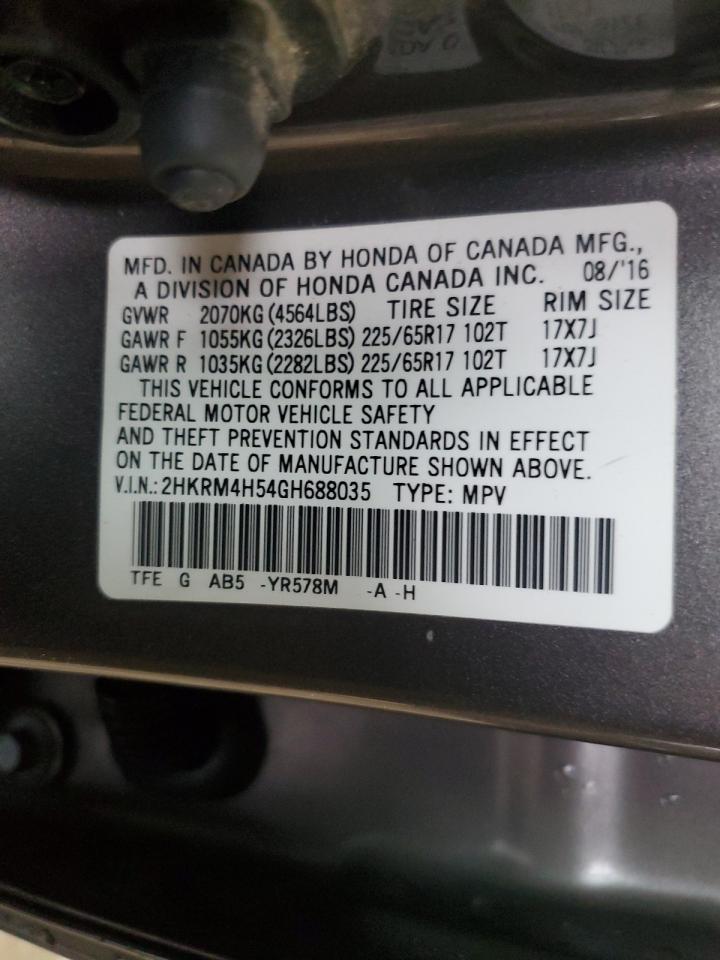 MFD. IN CANADA BY HONDA OF CANADA MFG.,
A DIVISION OF HONDA CANADA INC. 08/'16
GVWR 2070KG(4564LBS) TIRE SIZE RIM SIZE
GAWR F 1055KG(2326LBS) 225/65R17 102T 17X7J
GAWR R 1035KG(2282LBS) 225/65R17 102T 17X7J
THIS VEHICLE CONFORMS TO ALL APPLICABLE
FEDERAL MOTOR VEHICLE SAFETY
AND THEFT PREVENTION STANDARDS IN EFFECT
ON THE DATE OF MANUFACTURE SHOWN ABOVE.
V.I.N.: 2HKRM4H54GH688035 TYPE: MPV
TFE G AB5 -YR578M -A -H